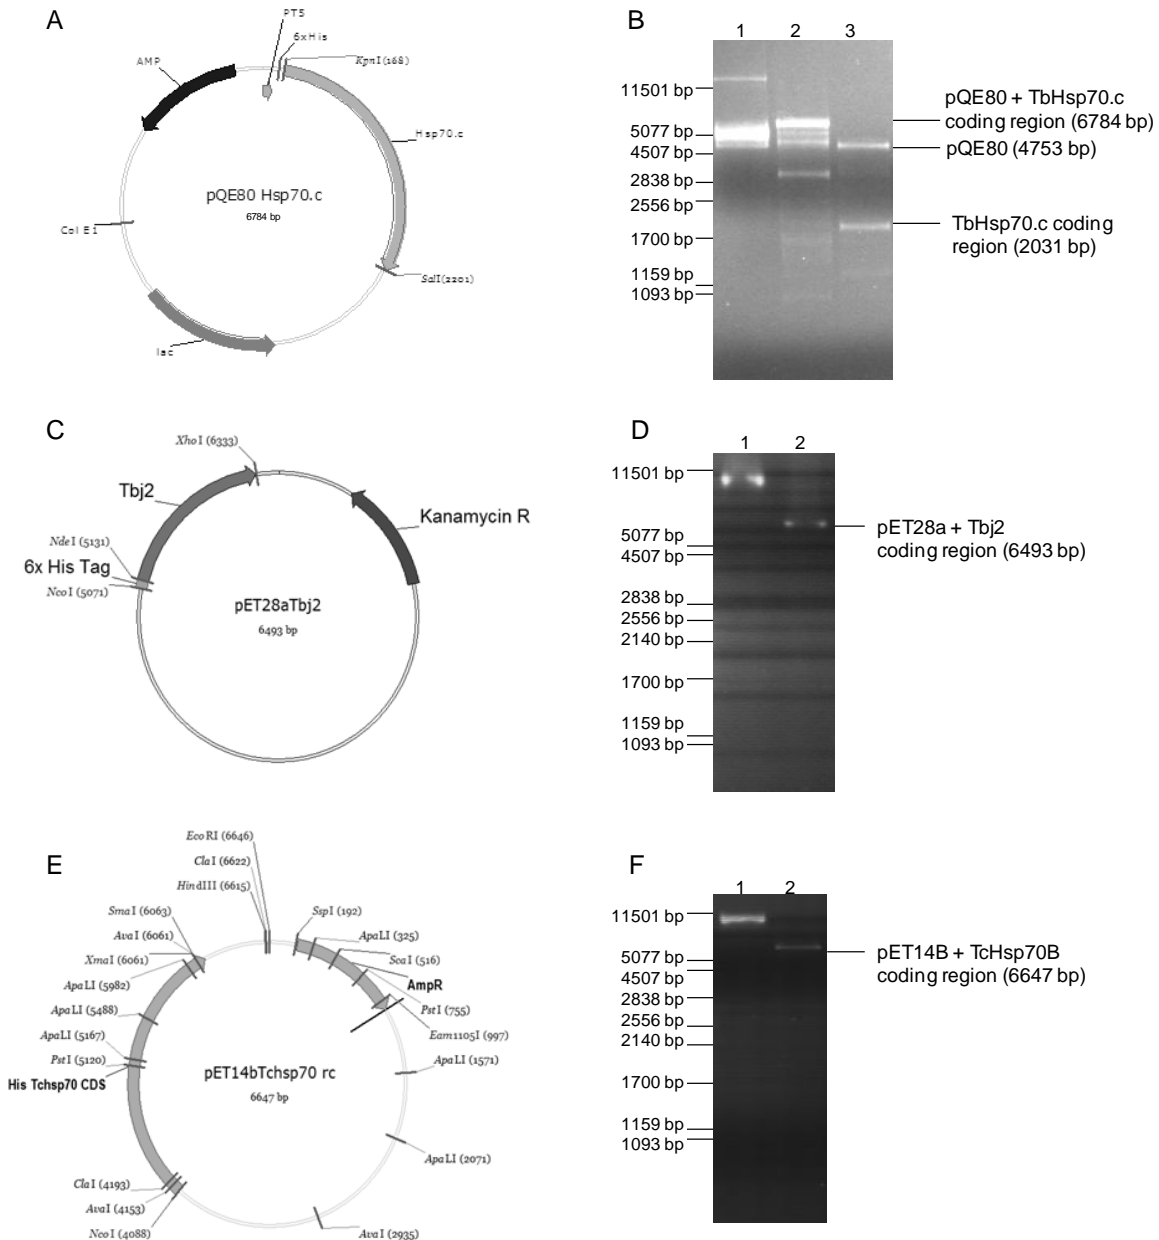 A
PT5
6xHis
KpnI (168)
AMP
Hsp70.c
pQE80 Hsp70.c
6784 bp
Col E1
SalI (2201)
lac
B
1 2 3
11501 bp
5077 bp
4507 bp
2838 bp
2556 bp
1700 bp
1159 bp
1093 bp
pQE80 + TbHsp70.c
coding region (6784 bp)
pQE80 (4753 bp)
TbHsp70.c coding
region (2031 bp)
C
XhoI (6333)
Tbj2
Kanamycin R
NdeI (5131)
6x His Tag
NcoI (5071)
pET28aTbj2
6493 bp
D
1 2
11501 bp
5077 bp
4507 bp
2838 bp
2556 bp
2140 bp
1700 bp
1159 bp
1093 bp
pET28a + Tbj2
coding region (6493 bp)
E
EcoRI (6646)
ClaI (6622)
HindIII (6615)
SmaI (6063)
AvaI (6061)
XmaI (6061)
ApaLI (5982)
ApaLI (5488)
ApaLI (5167)
PstI (5120)
His Tchsp70 CDS
ClaI (4193)
AvaI (4153)
NcoI (4088)
SspI (192)
ApaLI (325)
ScaI (516)
AmpR
PstI (755)
Eam1105I (997)
ApaLI (1571)
ApaLI (2071)
AvaI (2935)
pET14bTchsp70 rc
6647 bp
F
1 2
11501 bp
5077 bp
4507 bp
2838 bp
2556 bp
2140 bp
1700 bp
1159 bp
1093 bp
pET14B + TcHsp70B
coding region (6647 bp)